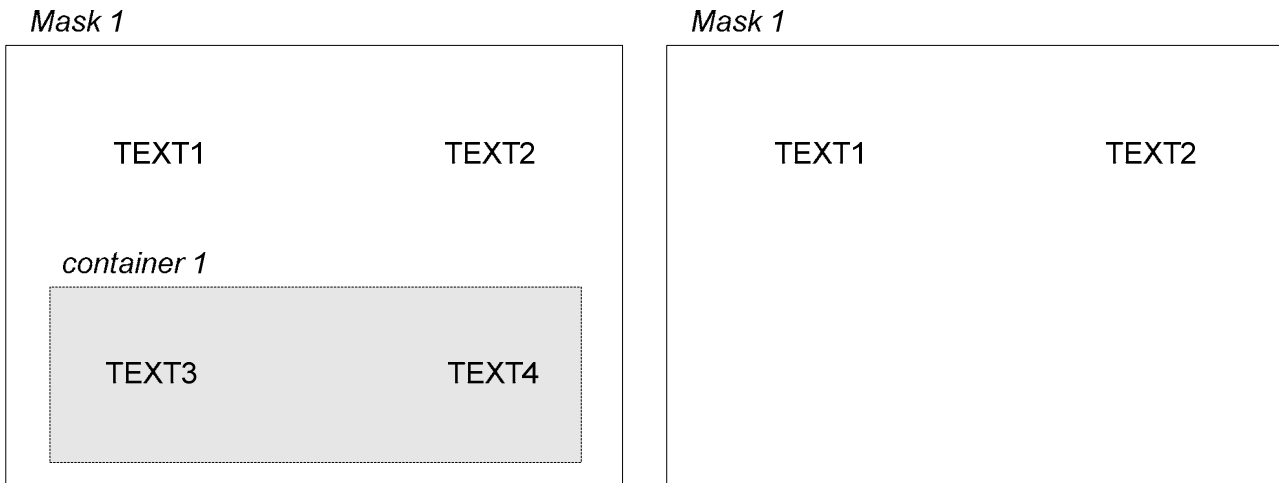 Mask 1
TEXT1 TEXT2
container 1
TEXT3 TEXT4
Mask 1
TEXT1 TEXT2